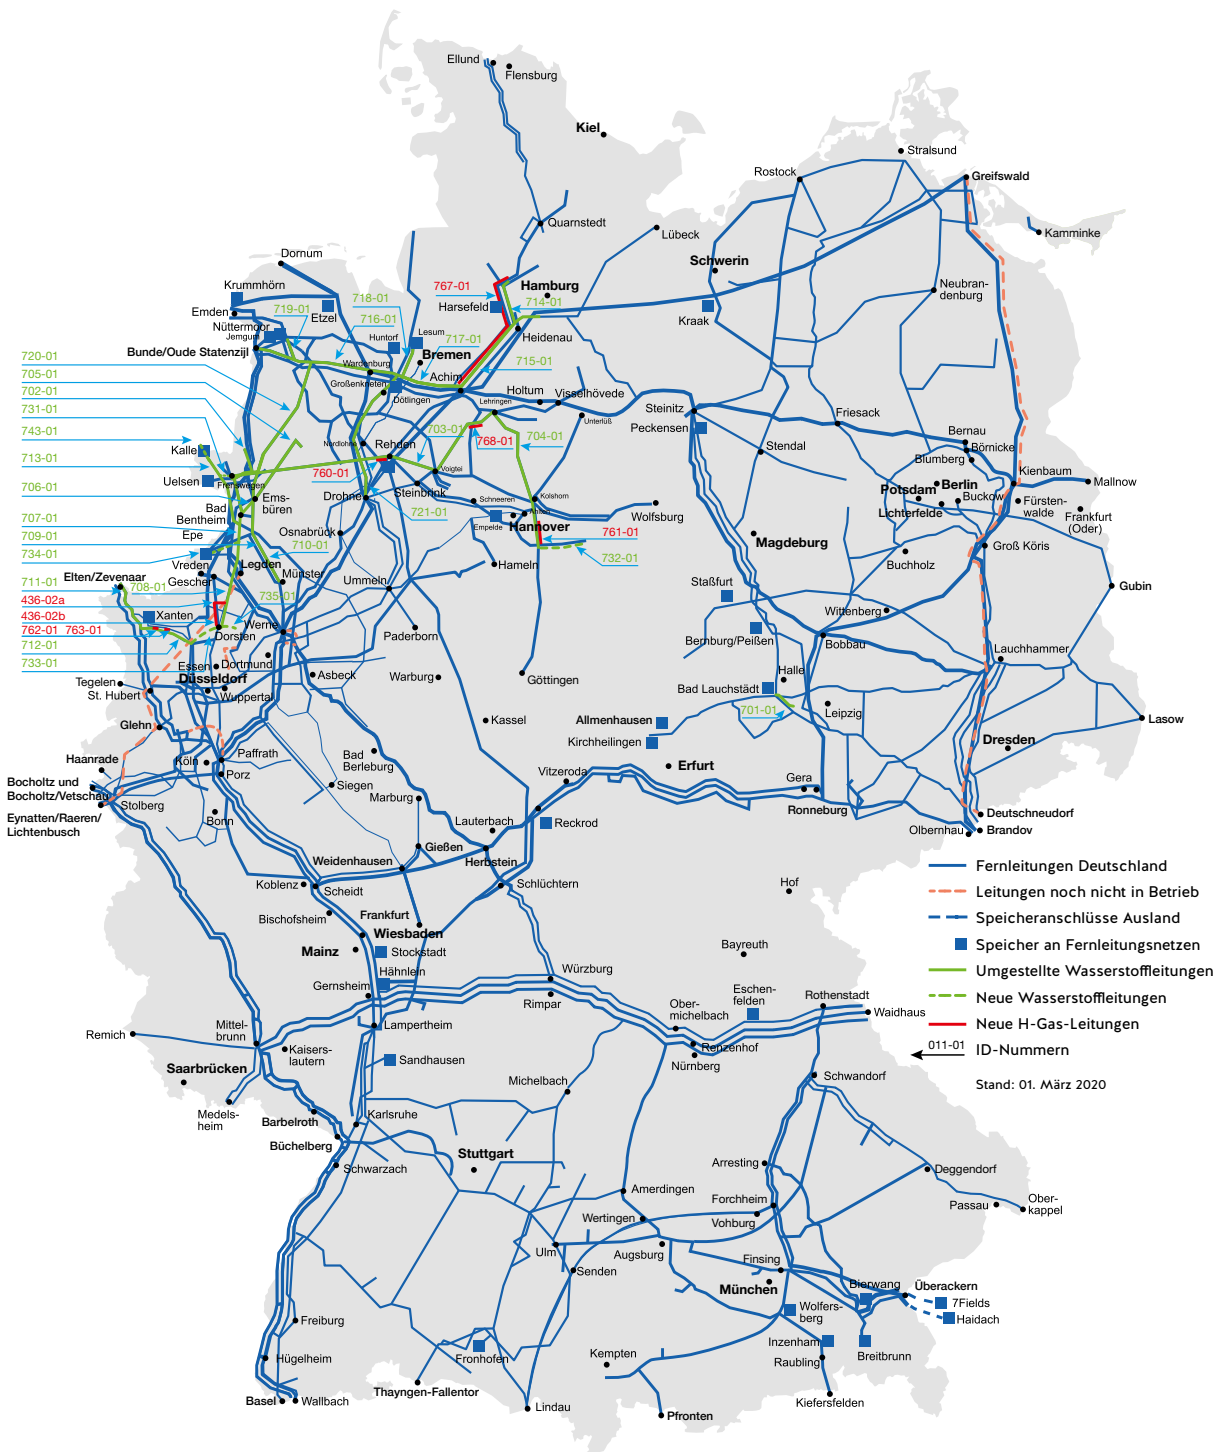 Ellund
Flensburg
Kiel
Stralsund
Rostock
Greifswald
Quarnstedt
Lübeck
Kamminke
Dornum
Schwerin
Krummhörn
767-01
Hamburg
Neubran-
denburg
718-01
714-01
Emden
719-01
Etzel
716-01
Harsefeld
Kraak
Nüttermoor
Jemgum
Huntorf
Lesum
717-01
Heidenau
Bunde/Oude Statenzijl
Bremen
720-01
Wardenburg
715-01
705-01
Großenkneten
Achim
702-01
Dötlingen
Holtum
Visselhövede
731-01
Lehringen
Steinitz
Friesack
Unterlüß
743-01
Nordlohne
703-01
704-01
Peckensen
Bernau
Kalle
Rehden
768-01
Stendal
Börnicke
713-01
Blumberg
760-01
Voigtei
Uelsen
Frenswegen
Kienbaum
Mallnow
706-01
Ems-
büren
Drohne
Steinbrink
Schneeren
Kolshorn
Potsdam
Berlin
Buckow
Fürsten-
walde
Bad
Bentheim
721-01
Ahlten
Wolfsburg
Lichterfelde
Frankfurt
(Oder)
707-01
Empelde
Hannover
709-01
Epe
Osnabrück
761-01
Magdeburg
734-01
710-01
732-01
Groß Köris
Vreden
Hameln
Buchholz
Gescher
Legden
711-01
Elten/Zevenaar
708-01
Münster
Ummeln
Staßfurt
Gubin
436-02a
735-01
436-02b
Xanten
Wittenberg
762-01 763-01
Dorsten
Werne
Paderborn
Bernburg/Peißen
712-01
Bobbau
733-01
Essen
Dortmund
Lauchhammer
Tegelen
Düsseldorf
Asbeck
Warburg
Göttingen
Halle
St. Hubert
Wuppertal
Bad Lauchstädt
701-01
Leipzig
Glehn
Kassel
Allmenhausen
Lasow
Kirchheilingen
Dresden
Haanrade
Köln
Paffrath
Bad
Berleburg
Porz
Vitzeroda
Erfurt
Bocholtz und
Bocholtz/Vetschau
Siegen
Gera
Stolberg
Marburg
Ronneburg
Eynatten/Raeren/
Lichtenbusch
Bonn
Lauterbach
Reckrod
Deutschneudorf
Olbernhau
Brandov
Gießen
Weidenhausen
Herbstein
Fernleitungen Deutschland
Koblenz
Scheidt
Schlüchtern
Hof
Leitungen noch nicht in Betrieb
Bischofsheim
Frankfurt
Speicheranschlüsse Ausland
Wiesbaden
Mainz
Stockstadt
Bayreuth
Speicher an Fernleitungsnetzen
Hähnlein
Würzburg
Umgestellte Wasserstoffleitungen
Gernsheim
Eschen-
felden
Rothenstadt
Neue Wasserstoffleitungen
Rimpar
Ober-
michelbach
Waidhaus
Mittel-
brunn
Lampertheim
Neue H-Gas-Leitungen
Remich
011-01
ID-Nummern
Kaisers-
lautern
Renzenhof
Saarbrücken
Sandhausen
Nürnberg
Schwandorf
Stand: 01. März 2020
Michelbach
Medels-
heim
Barbelroth
Karlsruhe
Büchelberg
Stuttgart
Schwarzach
Arresting
Deggendorf
Amerdingen
Forchheim
Passau
Ober-
kappel
Wertingen
Vohburg
Ulm
Augsburg
Finsing
Senden
München
Bierwang
Überackern
7Fields
Wolfers-
berg
Haidach
Freiburg
Inzenham
Hügelheim
Fronhofen
Kempten
Raubling
Breitbrunn
Thayngen-Fallentor
Kiefersfelden
Basel
Wallbach
Lindau
Pfronten